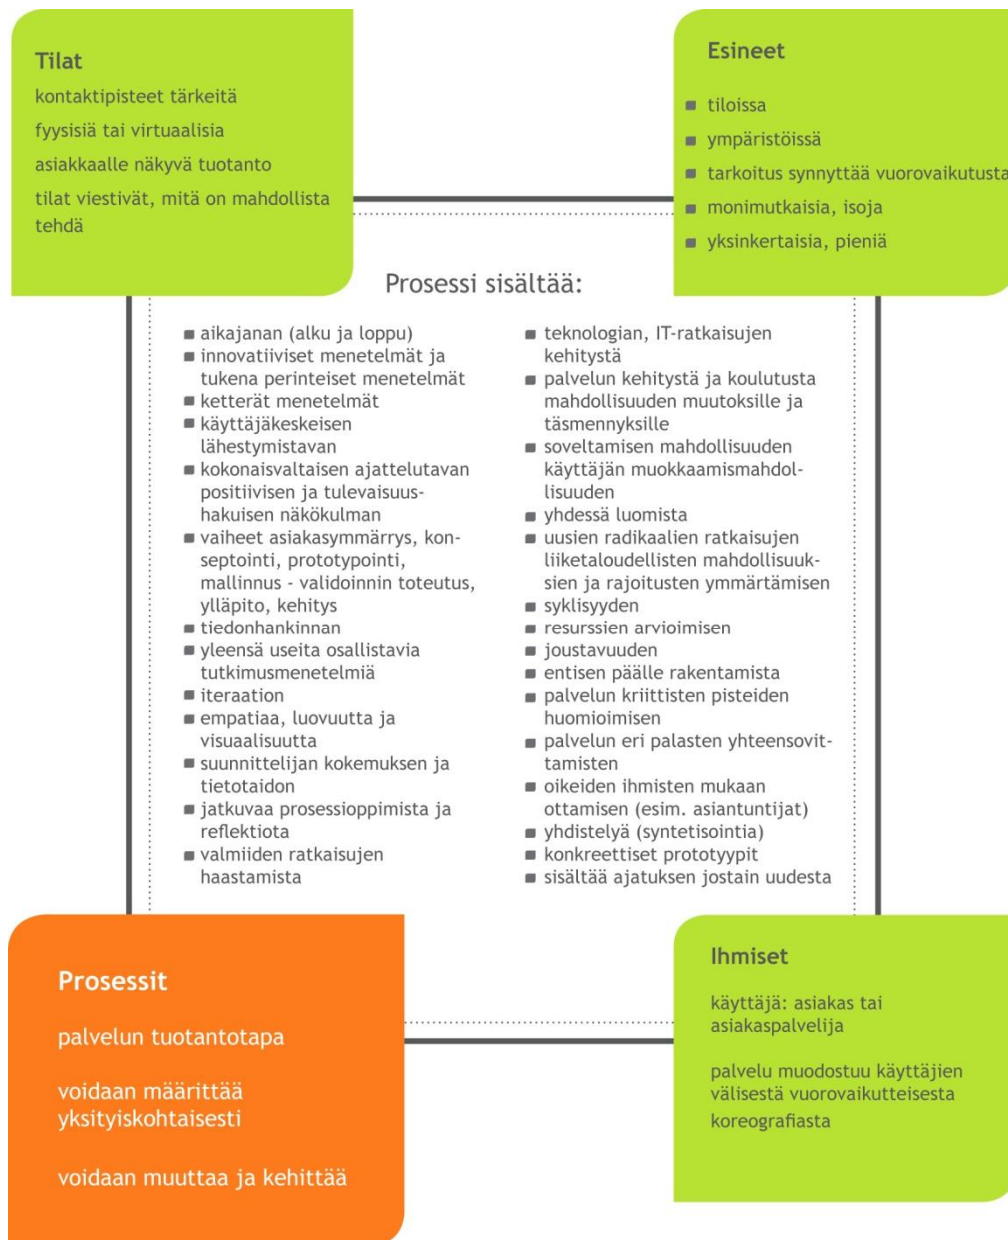 Tilat
kontaktipisteet tärkeitä
fyysisiä tai virtuaalisia
asiakkaalle näkyvä tuotanto
tilat viestivät, mitä on mahdollista
tehdä
Esineet
tiloissa
ympäristöissä
tarkoitus synnyttää vuorovaikutusta
monimutkaisia, isoja
yksinkertaisia, pieniä
Prosessi sisältää:
aikajanan (alku ja loppu)
innovatiiviset menetelmät ja
tukena perinteiset menetelmät
ketterät menetelmät
käyttäjäkeskeisen
lähestymistavan
kokonaisvaltaisen ajattelutavan
positiivisen ja tulevaisuus-
hakuisen näkökulman
vaiheet asiakasymmärrys, kon-
septointi, prototypointi,
mallinnus - validoinnin toteutus,
ylläpito, kehitys
tiedonhankinnan
yleensä useita osallistavia
tutkimusmenetelmiä
iteraation
empatiaa, luovuutta ja
visuaalisuutta
suunnittelijan kokemuksen ja
tietotaidon
jatkuvaa prosessioppimista ja
reflektiota
valmiiden ratkaisujen
haastamista
teknologian, IT-ratkaisujen
kehitystä
palvelun kehitystä ja koulutusta
mahdollisuuden muutoksille ja
täsmennyksille
soveltamisen mahdollisuuden
käyttäjän muokkaamismahdol-
lisuuden
yhdessä luomista
uusien radikaalien ratkaisujen
liiketaloudellisten mahdollisuuk-
sien ja rajoitusten ymmärtämisen
syklisyyden
resurssien arvioimisen
joustavuuden
entisen päälle rakentamista
palvelun kriittisten pisteiden
huomioimisen
palvelun eri palasten yhteensovit-
tamisten
oikeiden ihmisten mukaan
ottamisen (esim. asiantuntijat)
yhdistelyä (syntetisointia)
konkreettiset prototyypit
sisältää ajatuksen jostain uudesta
Prosessit
palvelun tuotantotapa
voidaan määrittää
yksityiskohtaisesti
voidaan muuttaa ja kehittää
Ihmiset
käyttäjä: asiakas tai
asiakaspalvelija
palvelu muodostuu käyttäjien
välisestä vuorovaikutteisesta
koreografiasta